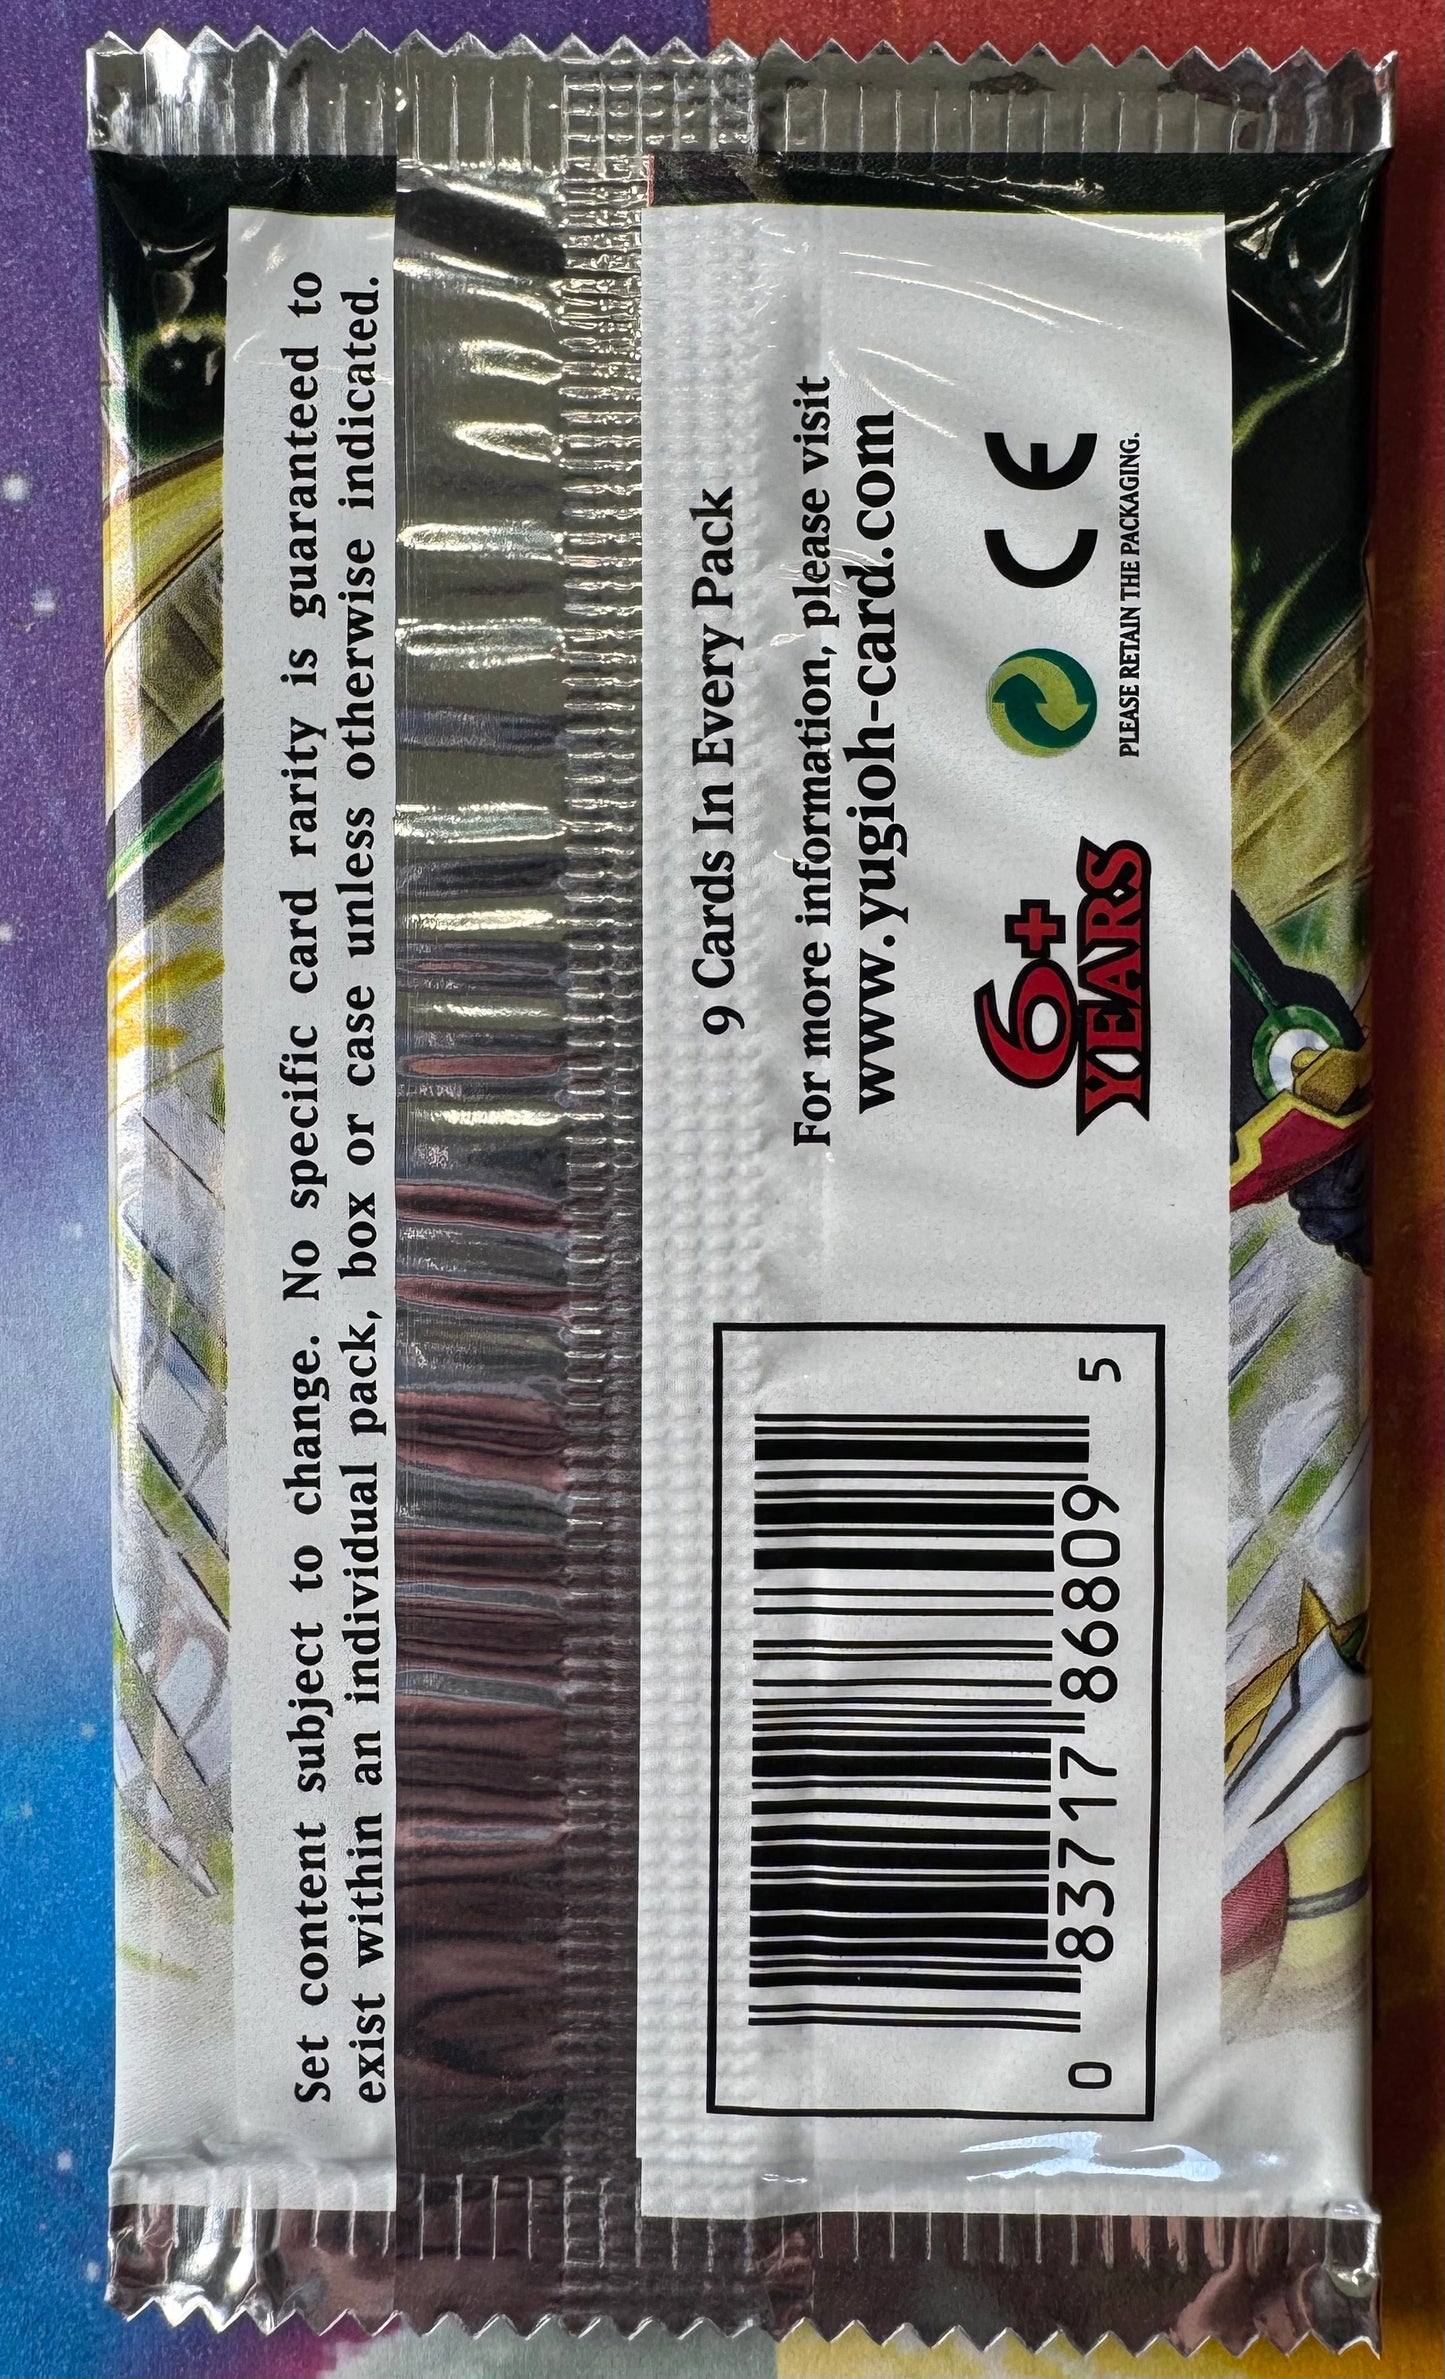 Set content subject to change. No specific card rarity is guaranteed to
exist within an individual pack, box or case unless otherwise indicated.
9 Cards In Every Pack
For more information, please visit
www.yugioh-card.com
6+
YEARS
CE
PLEASE RETAIN THE PACKAGING.
0 83717 86809 5